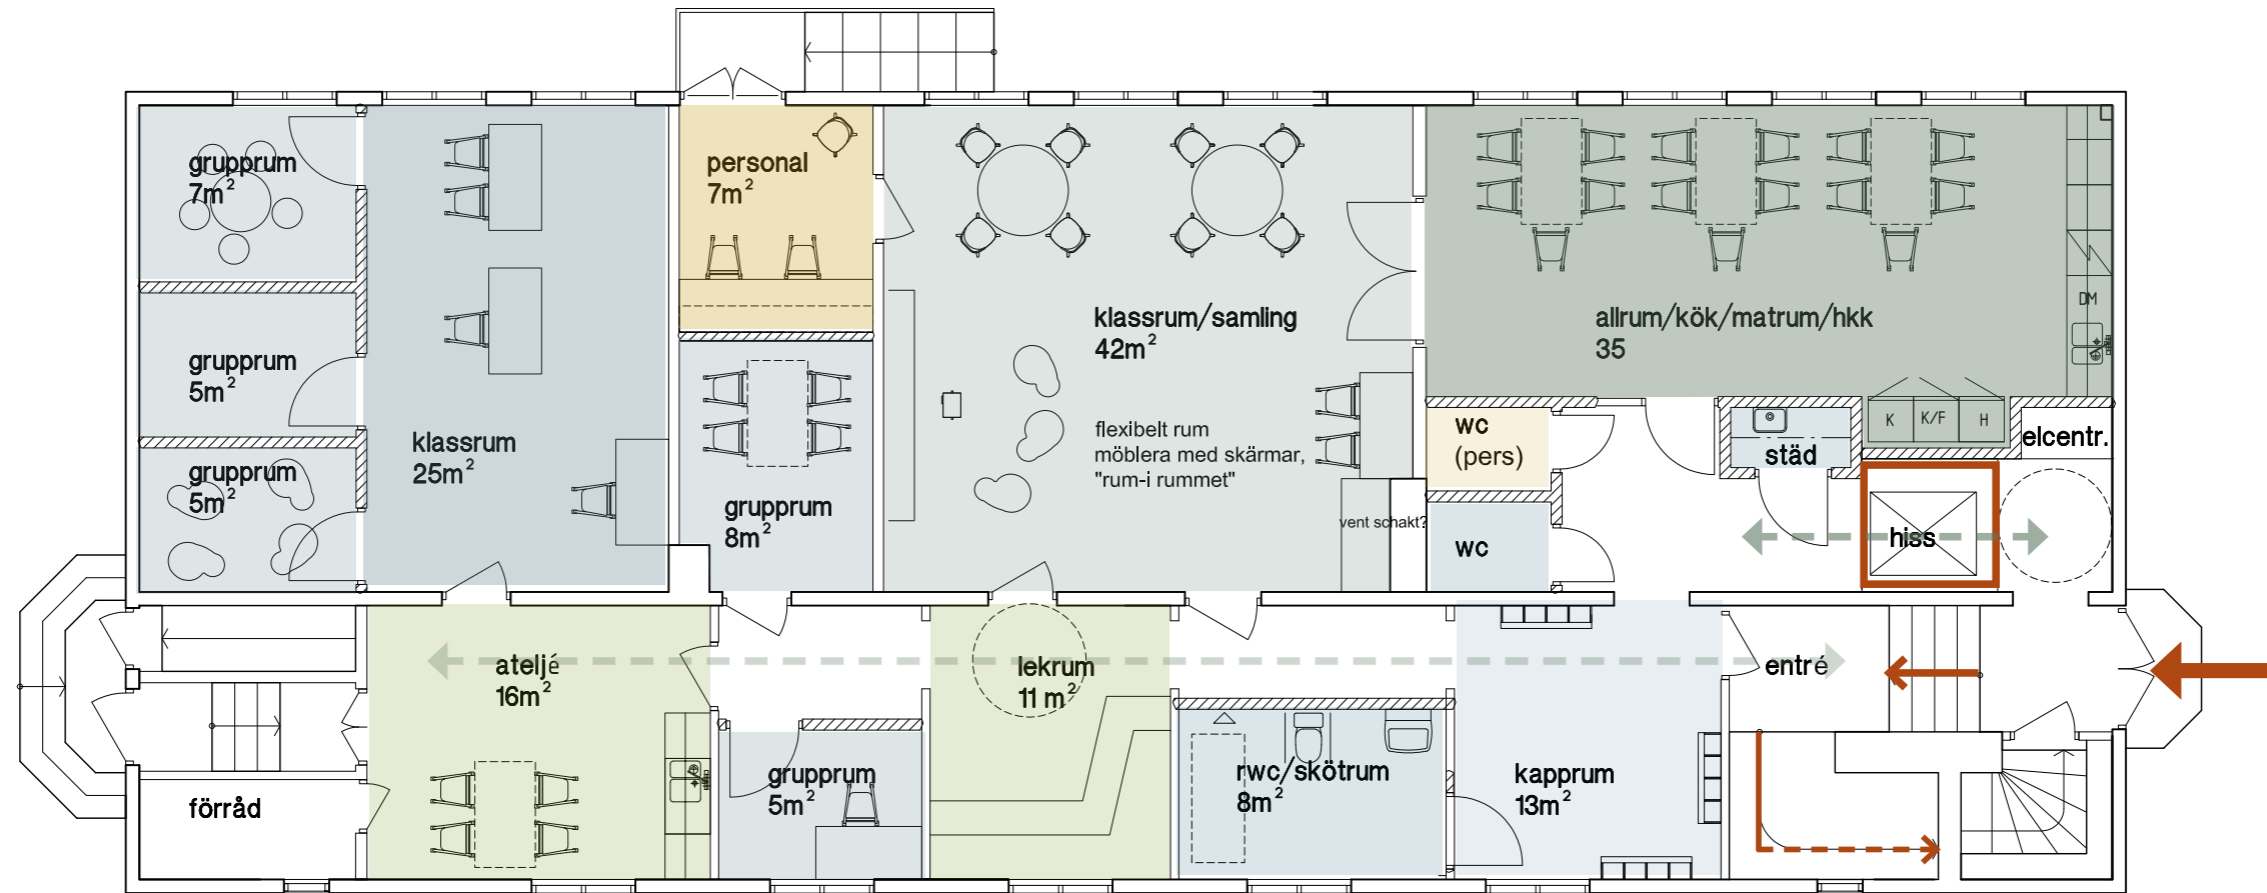 grupprum
7m²
personal
7m²
klassrum/samling
42m²
allrum/kök/matrum/hkk
35
DM
grupprum
5m²
klassrum
25m²
grupprum
5m²
grupprum
8m²
flexibelt rum
möblera med skärmar,
"rum-i rummet"
vent schakt?
wc
(pers)
wc
städ
K
K/F
H
elcentr.
hiss
ateljé
16m²
lekrum
11 m²
entré
förråd
grupprum
5m²
rwc/skötrum
8m²
kapprum
13m²